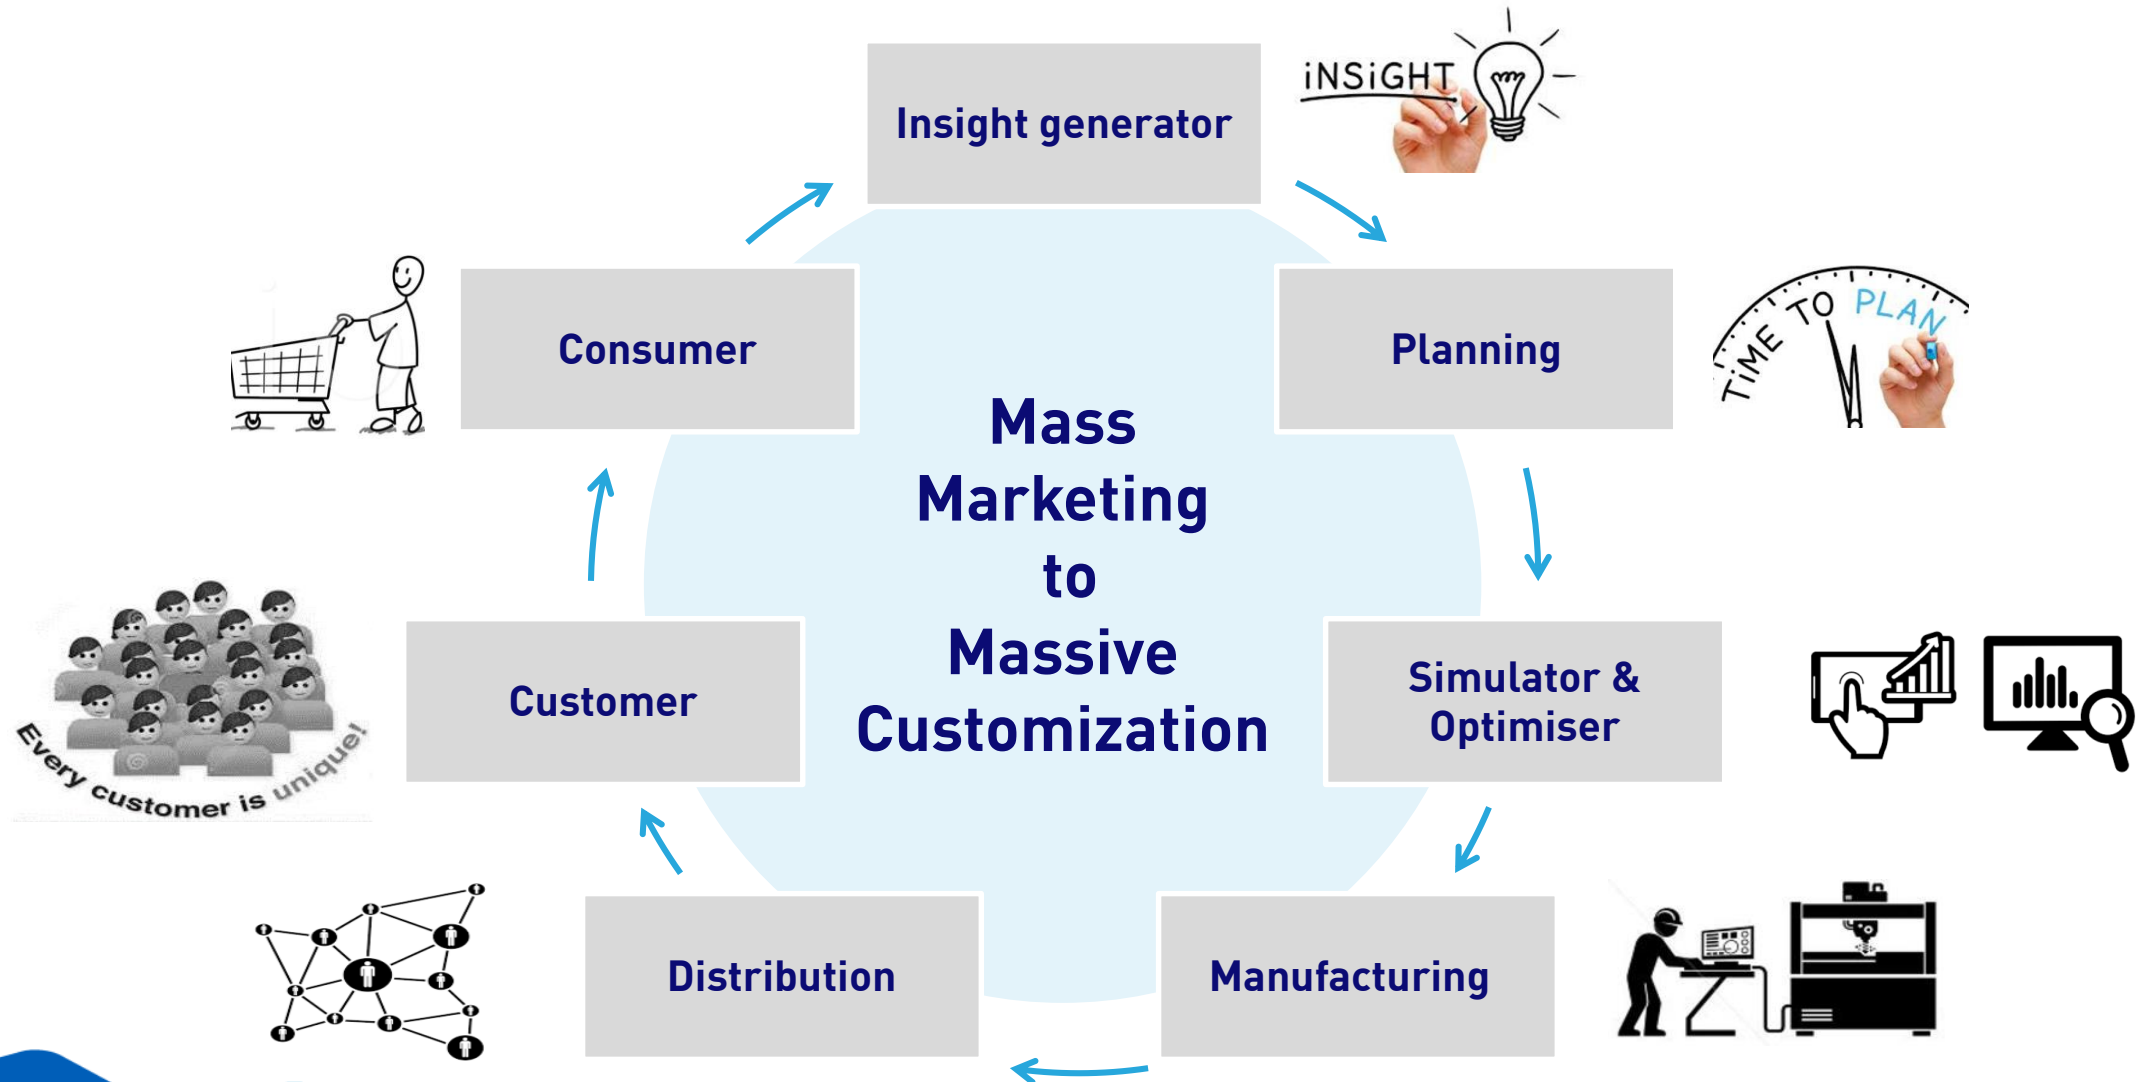 Insight generator
iNSiGHT
Consumer
Planning
TiME TO PLAN
Mass
Marketing
to
Massive
Customization
Customer
Simulator &
Optimiser
Every customer is unique!
Distribution
Manufacturing